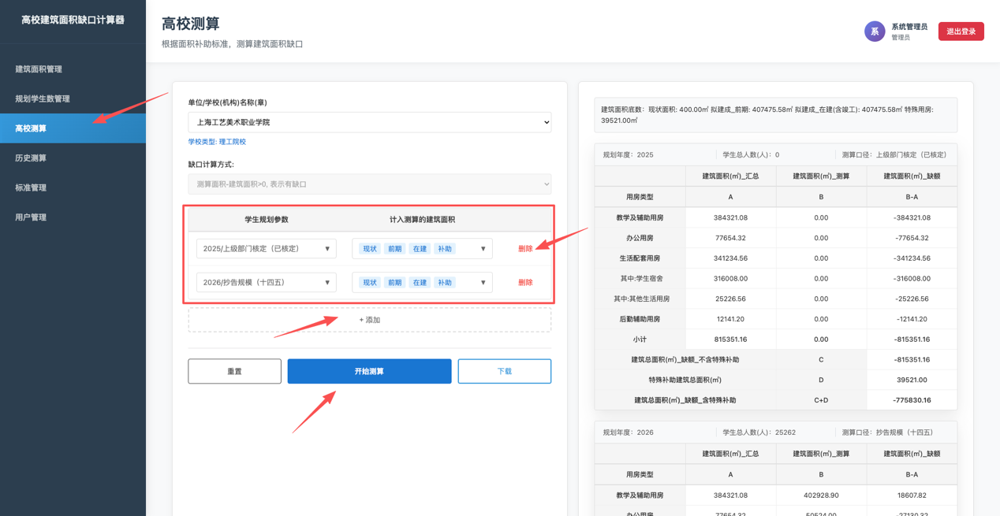 高校建筑面积缺口计算器
建筑面积管理
规划学生数管理
高校测算
历史测算
标准管理
用户管理
高校测算
根据面积补助标准，测算建筑面积缺口
系
系统管理员
管理员
退出登录
单位/学校(机构)名称(章)
上海工艺美术职业学院
学校类型: 理工院校
缺口计算方式:
测算面积-建筑面积>0, 表示有缺口
学生规划参数 计入测算的建筑面积
2025/上级部门核定（已核定） ▼ 现状 前期 在建 补助 ▼ 删除
2026/抄告规模（十四五） ▼ 现状 前期 在建 补助 ▼ 删除
+ 添加
重置 开始测算 下载
建筑面积底数：现状面积: 400.00㎡ 拟建成_前期: 407475.58㎡ 拟建成_在建(含竣工): 407475.58㎡ 特殊用房:
39521.00㎡
规划年度：2025 学生总人数(人)：0 测算口径：上级部门核定（已核定）
建筑面积(㎡)_汇总 建筑面积(㎡)_测算 建筑面积(㎡)_缺额
用房类型 A B B-A
教学及辅助用房 384321.08 0.00 -384321.08
办公用房 77654.32 0.00 -77654.32
生活配套用房 341234.56 0.00 -341234.56
其中:学生宿舍 316008.00 0.00 -316008.00
其中:其他生活用房 25226.56 0.00 -25226.56
后勤辅助用房 12141.20 0.00 -12141.20
小计 815351.16 0.00 -815351.16
建筑总面积(㎡)_缺额_不含特殊补助 C -815351.16
特殊补助建筑总面积(㎡) D 39521.00
建筑总面积(㎡)_缺额_含特殊补助 C+D -775830.16
规划年度：2026 学生总人数(人)：25262 测算口径：抄告规模（十四五）
建筑面积(㎡)_汇总 建筑面积(㎡)_测算 建筑面积(㎡)_缺额
用房类型 A B B-A
教学及辅助用房 384321.08 402928.90 18607.82
办公用房 77654.32 50524.00 -27130.32